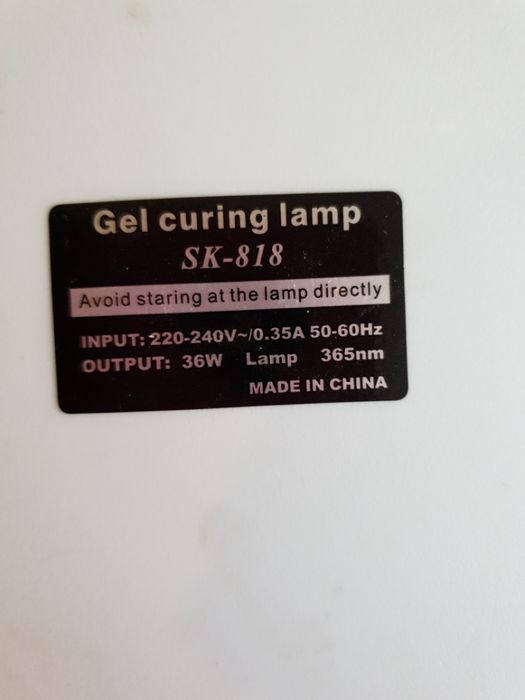 Gel curing lamp
SK-818
Avoid staring at the lamp directly
INPUT: 220-240V~/0.35A 50-60Hz
OUTPUT: 36W Lamp 365nm
MADE IN CHINA